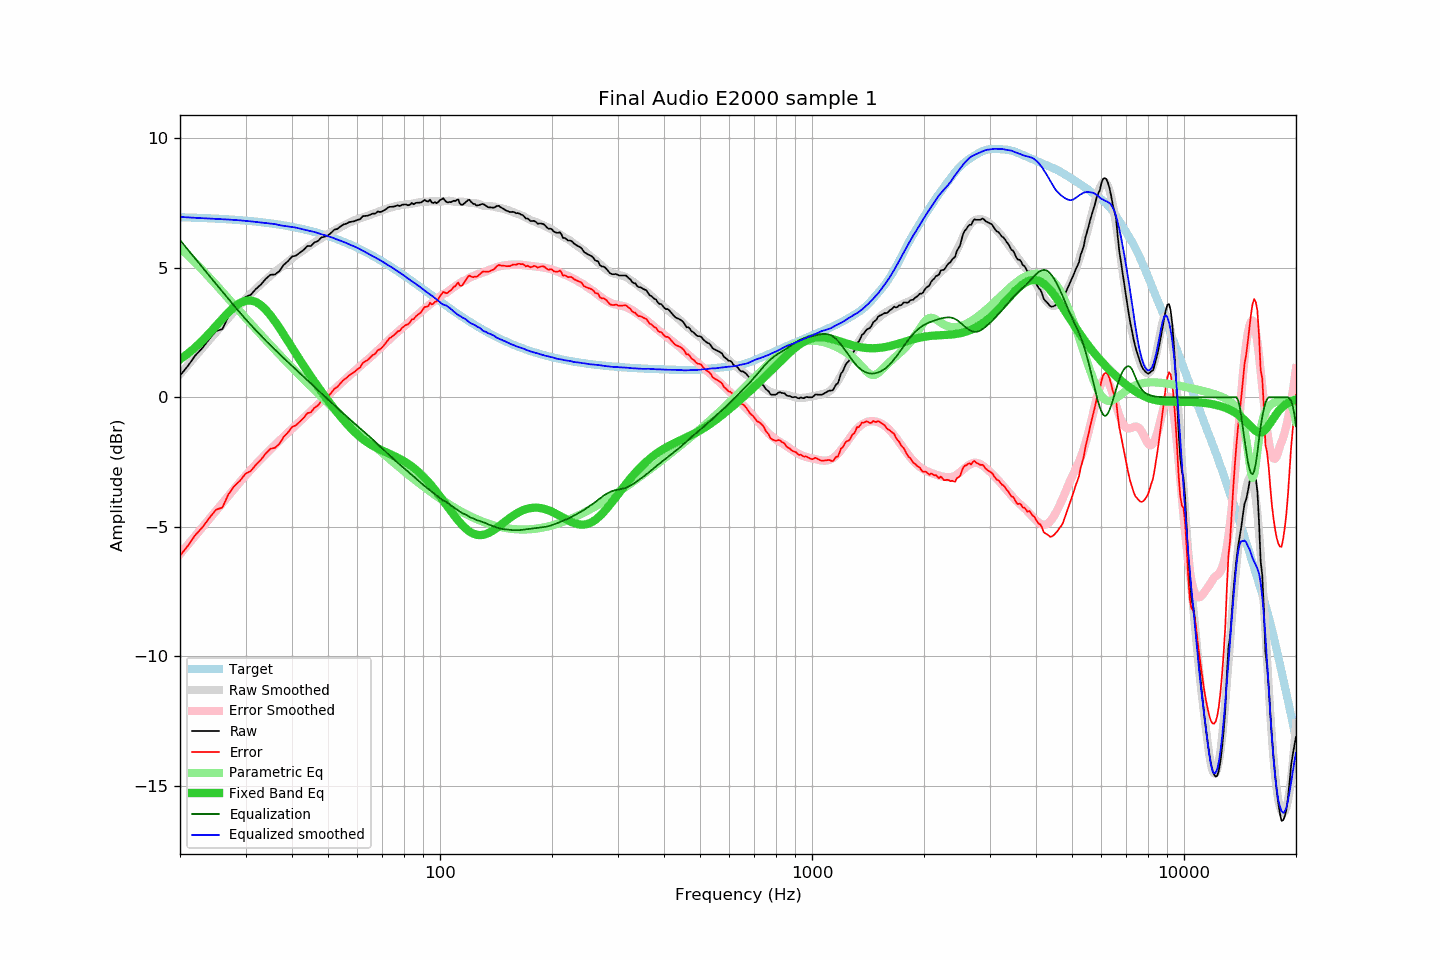 Final Audio E2000 sample 1
10
5
0
−5
−10
−15
Amplitude (dBr)
Target
Raw Smoothed
Error Smoothed
Raw
Error
Parametric Eq
Fixed Band Eq
Equalization
Equalized smoothed
100
1000
10000
Frequency (Hz)